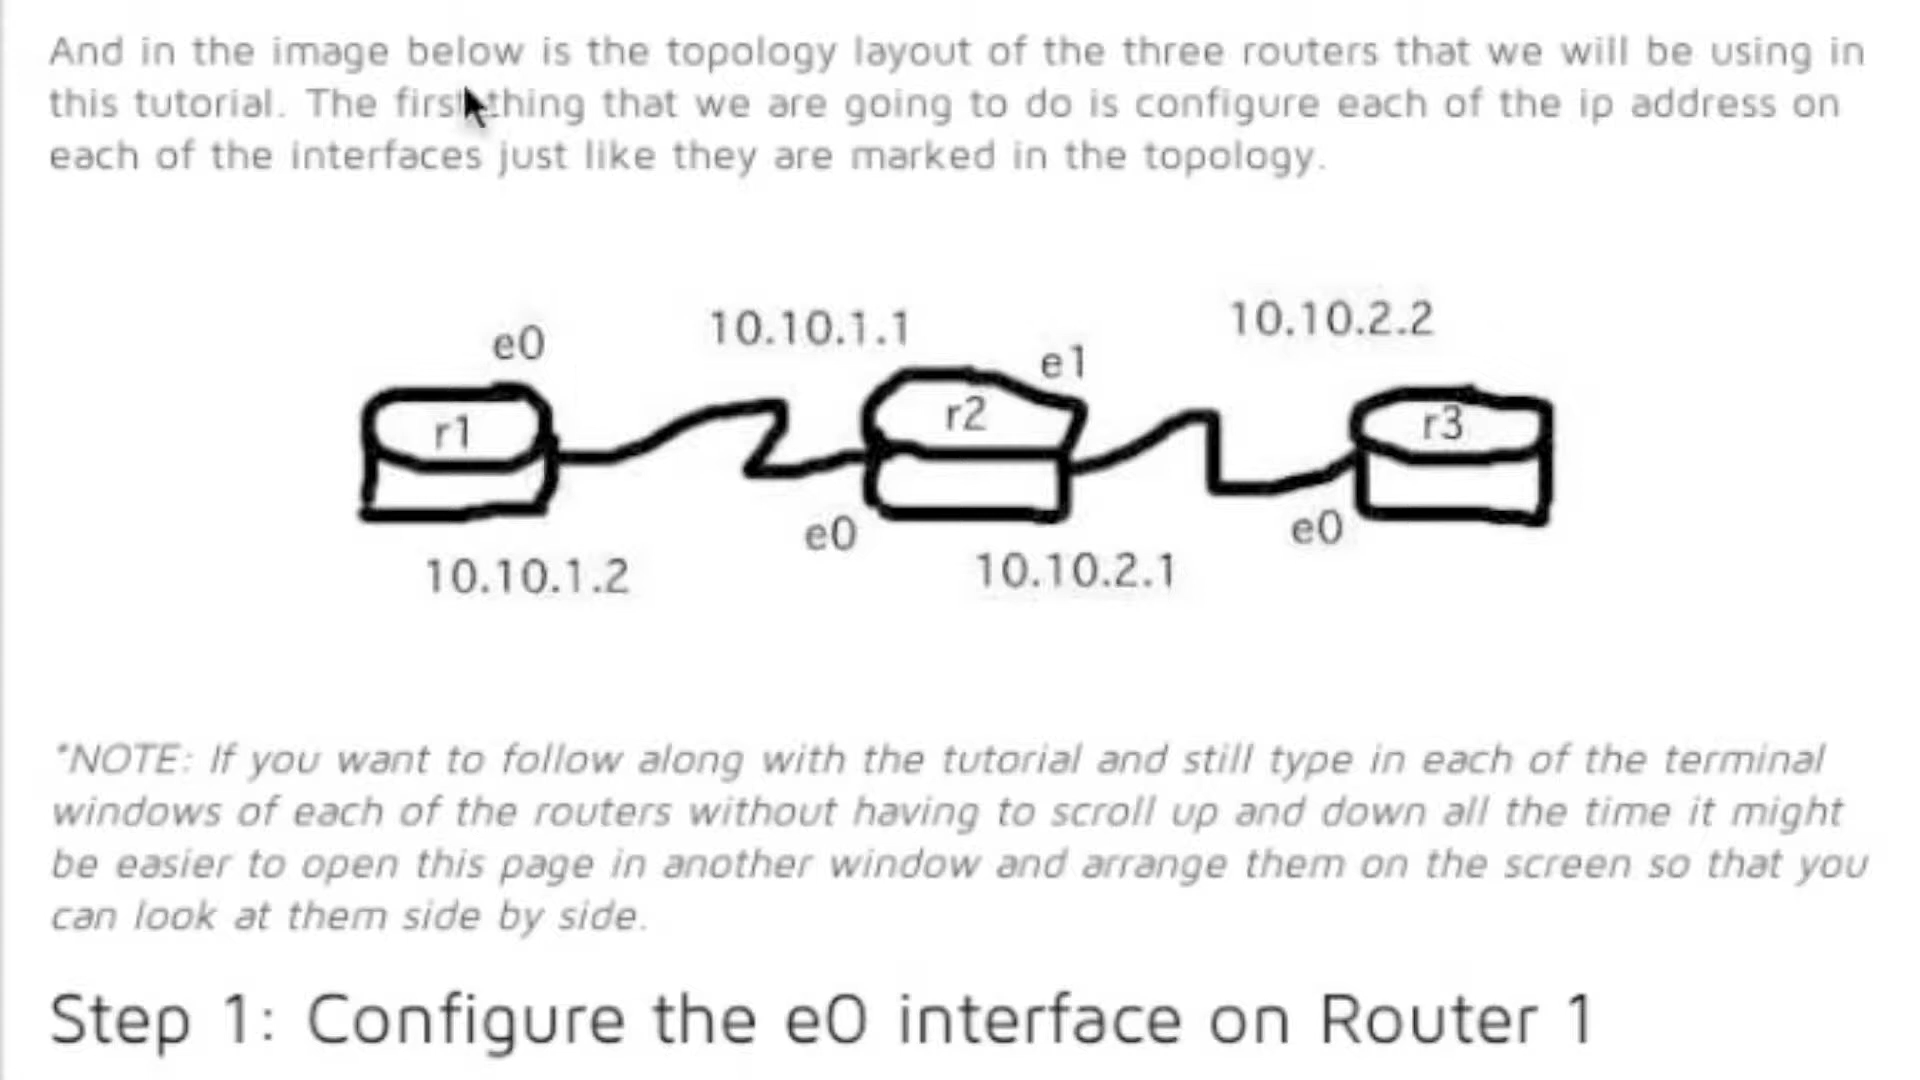 And in the image below is the topology layout of the three routers that we will be using in
this tutorial. The first thing that we are going to do is configure each of the ip address on
each of the interfaces just like they are marked in the topology.
e0 10.10.1.1 e1 10.10.2.2
r1 r2 r3
10.10.1.2 e0 10.10.2.1 e0
*NOTE: If you want to follow along with the tutorial and still type in each of the terminal
windows of each of the routers without having to scroll up and down all the time it might
be easier to open this page in another window and arrange them on the screen so that you
can look at them side by side.
Step 1: Configure the e0 interface on Router 1